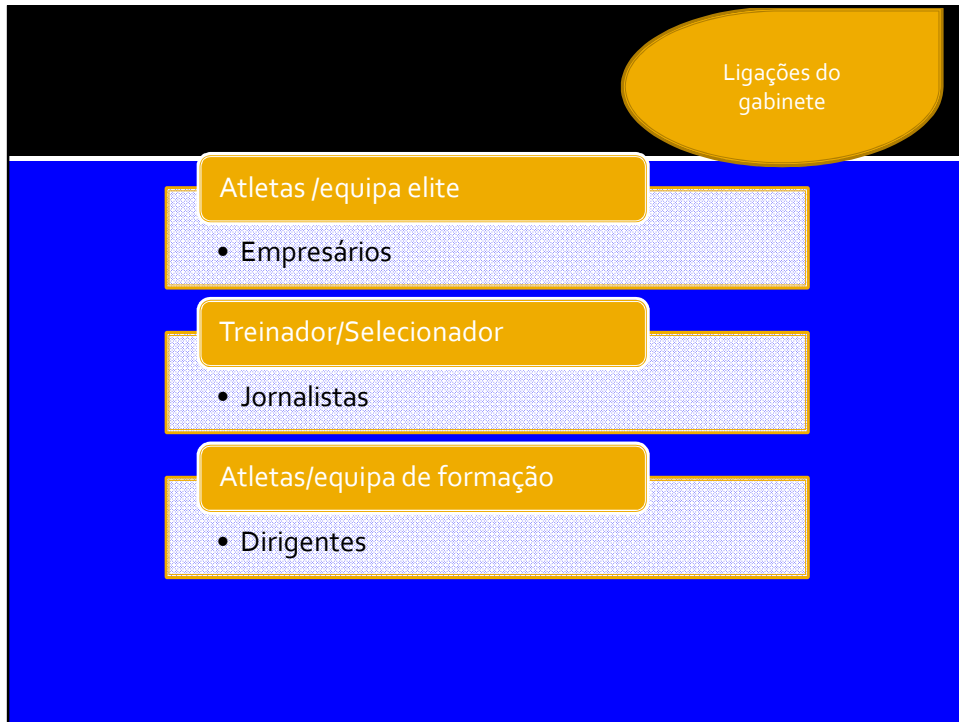 Ligações do
gabinete
Atletas /equipa elite
• Empresários
Treinador/Selecionador
• Jornalistas
Atletas/equipa de formação
• Dirigentes